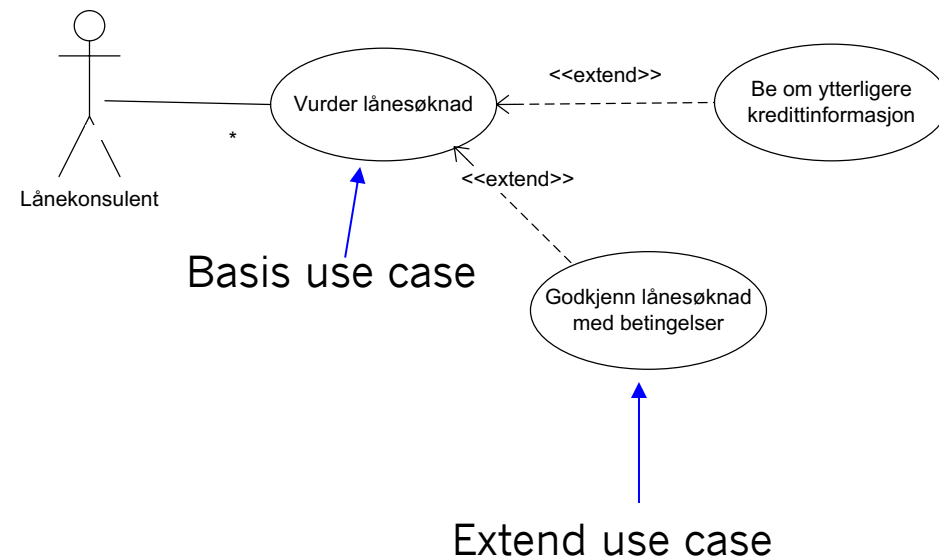 <<extend>>
Be om ytterligere
kredittinformasjon
Vurder lånesøknad
*
<<extend>>
Lånekonsulent
Basis use case
Godkjenn lånesøknad
med betingelser
Extend use case